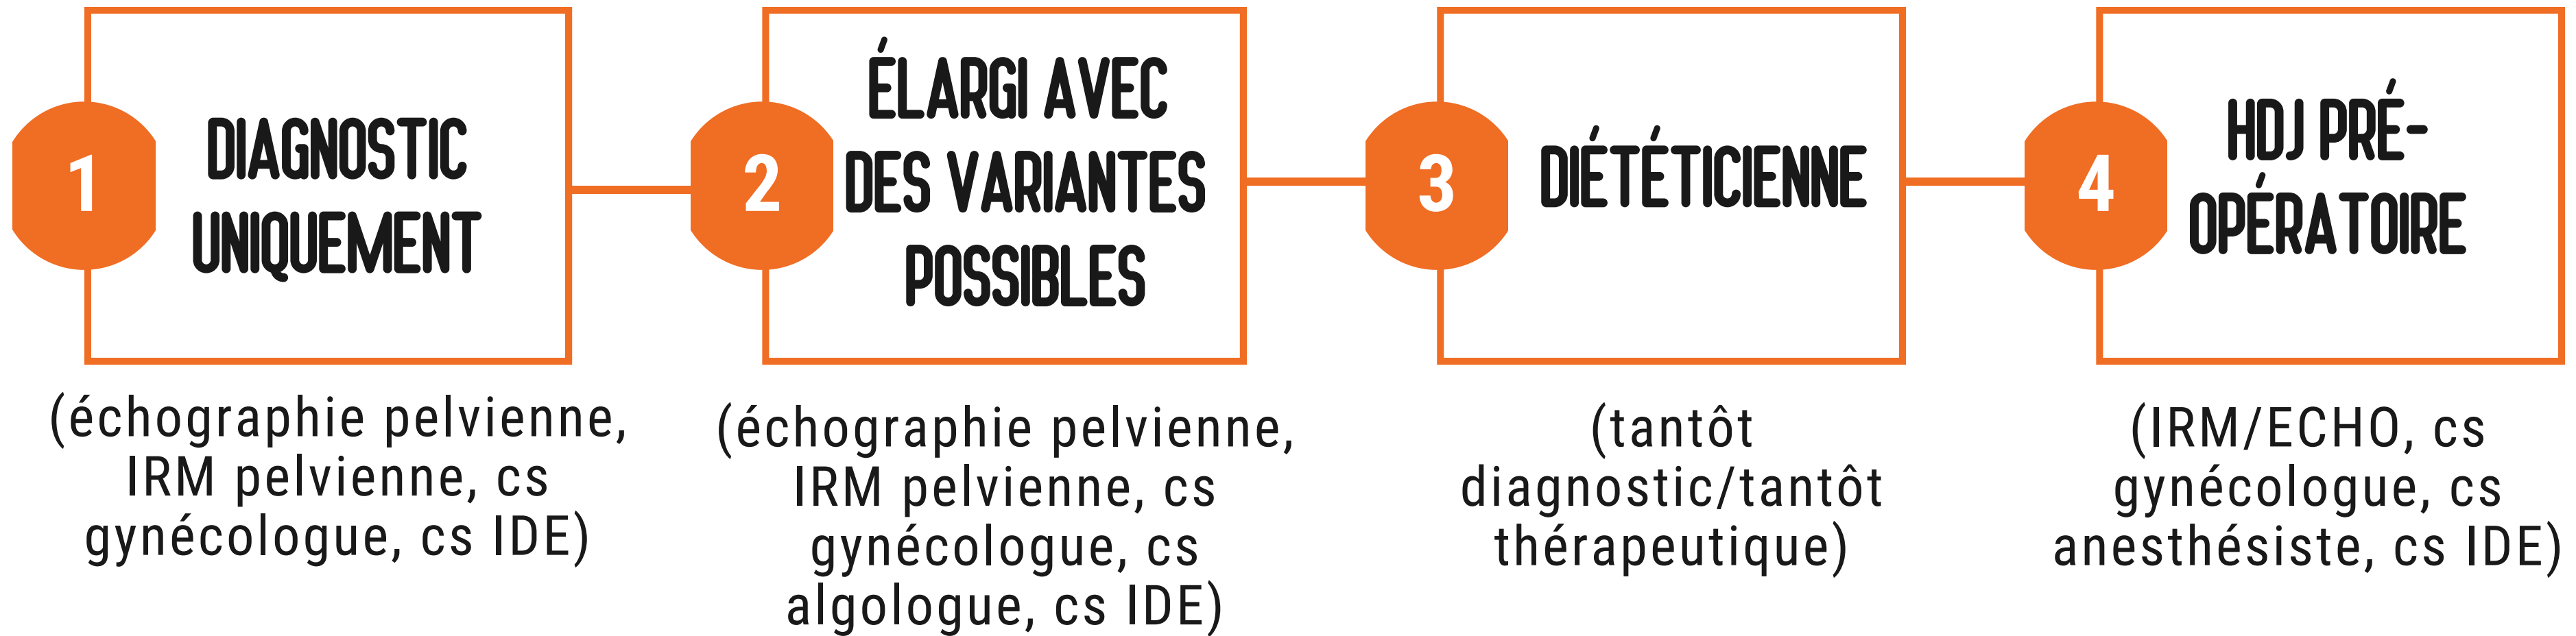 1
DIAGNOSTIC
UNIQUEMENT
(échographie pelvienne,
IRM pelvienne, cs
gynécologue, cs IDE)
2
ÉLARGI AVEC
DES VARIANTES
POSSIBLES
(échographie pelvienne,
IRM pelvienne, cs
gynécologue, cs
algologue, cs IDE)
3
DIÉTÉTICIENNE
(tantôt
diagnostic/tantôt
thérapeutique)
4
HDJ PRÉ-
OPÉRATOIRE
(IRM/ECHO, cs
gynécologue, cs
anesthésiste, cs IDE)